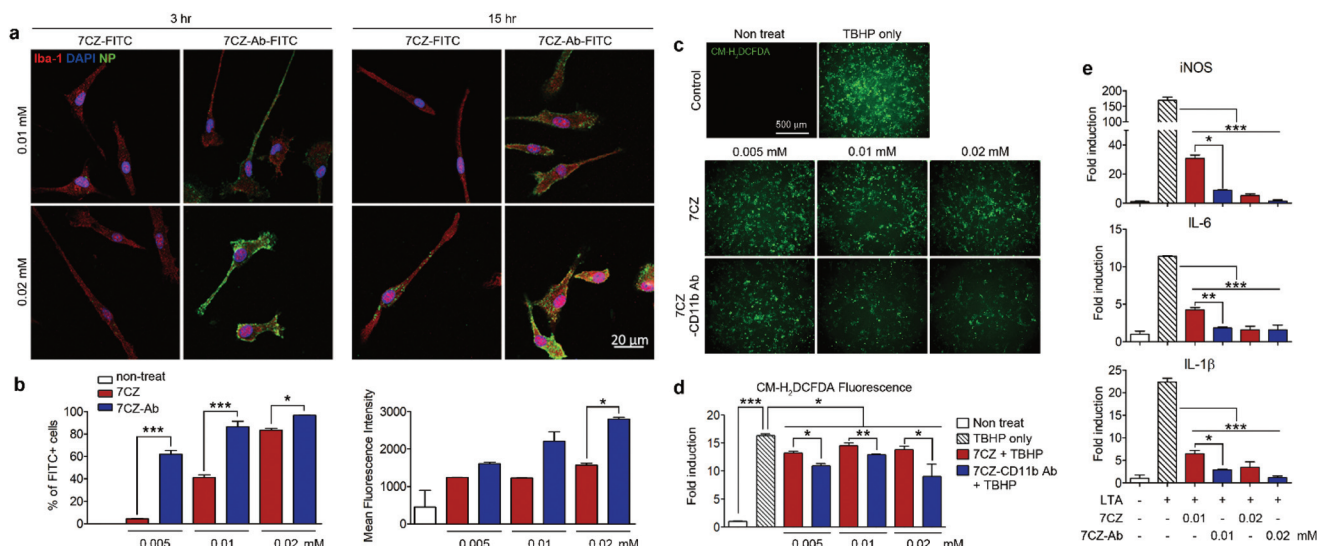 a
3 hr
15 hr
7CZ-FITC
7CZ-Ab-FITC
7CZ-FITC
7CZ-Ab-FITC
Iba-1 DAPI NP
0.01 mM
0.02 mM
20 µm
b
non-treat
7CZ
7CZ-Ab
% of FITC+ cells
100
80
60
40
20
0
***
***
*
0.005
0.01
0.02 mM
Mean Fluorescence Intensity
3000
2000
1000
0
*
0.005
0.01
0.02 mM
c
Non treat
TBHP only
CM-H2DCFDA
Control
500 µm
0.005 mM
0.01 mM
0.02 mM
7CZ
7CZ
-CD11b Ab
d
CM-H2DCFDA Fluorescence
Fold induction
20
15
10
5
0
***
*
*
**
*
0.005
0.01
0.02 mM
Non treat
TBHP only
7CZ + TBHP
7CZ-CD11b Ab
+ TBHP
e
iNOS
Fold induction
200
150
100
40
20
0
***
*
IL-6
Fold induction
15
10
5
0
***
**
IL-1β
Fold induction
25
20
15
10
5
0
***
*
LTA - + + + + +
7CZ - - 0.01 - 0.02 -
7CZ-Ab - - - 0.01 - 0.02 mM